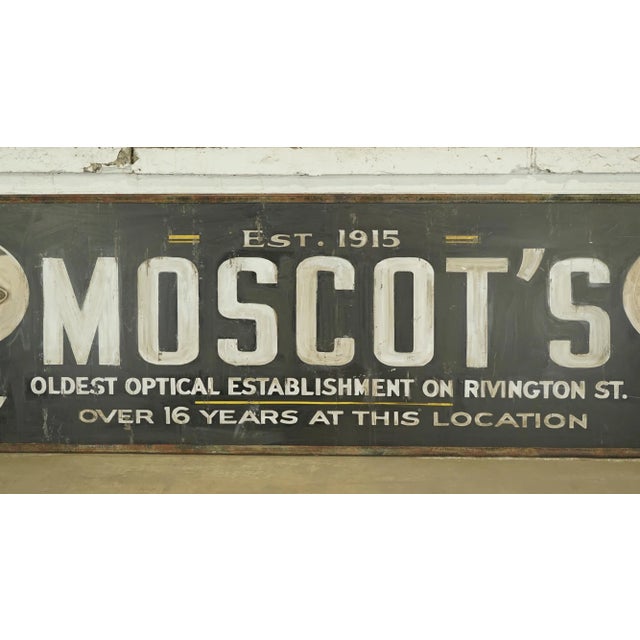 EST. 1915
MOSCOT'S
OLDEST OPTICAL ESTABLISHMENT ON RIVINGTON ST.
OVER 16 YEARS AT THIS LOCATION